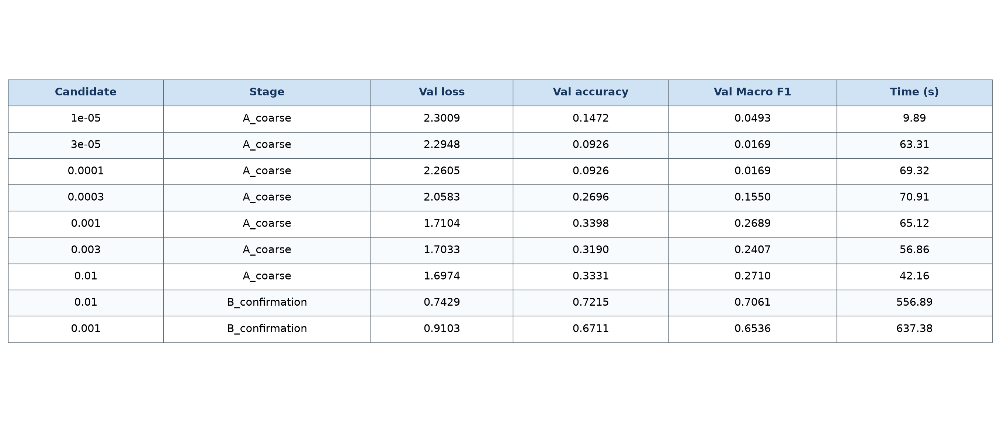 Candidate Stage Val loss Val accuracy Val Macro F1 Time (s)
1e-05 A_coarse 2.3009 0.1472 0.0493 9.89
3e-05 A_coarse 2.2948 0.0926 0.0169 63.31
0.0001 A_coarse 2.2605 0.0926 0.0169 69.32
0.0003 A_coarse 2.0583 0.2696 0.1550 70.91
0.001 A_coarse 1.7104 0.3398 0.2689 65.12
0.003 A_coarse 1.7033 0.3190 0.2407 56.86
0.01 A_coarse 1.6974 0.3331 0.2710 42.16
0.01 B_confirmation 0.7429 0.7215 0.7061 556.89
0.001 B_confirmation 0.9103 0.6711 0.6536 637.38